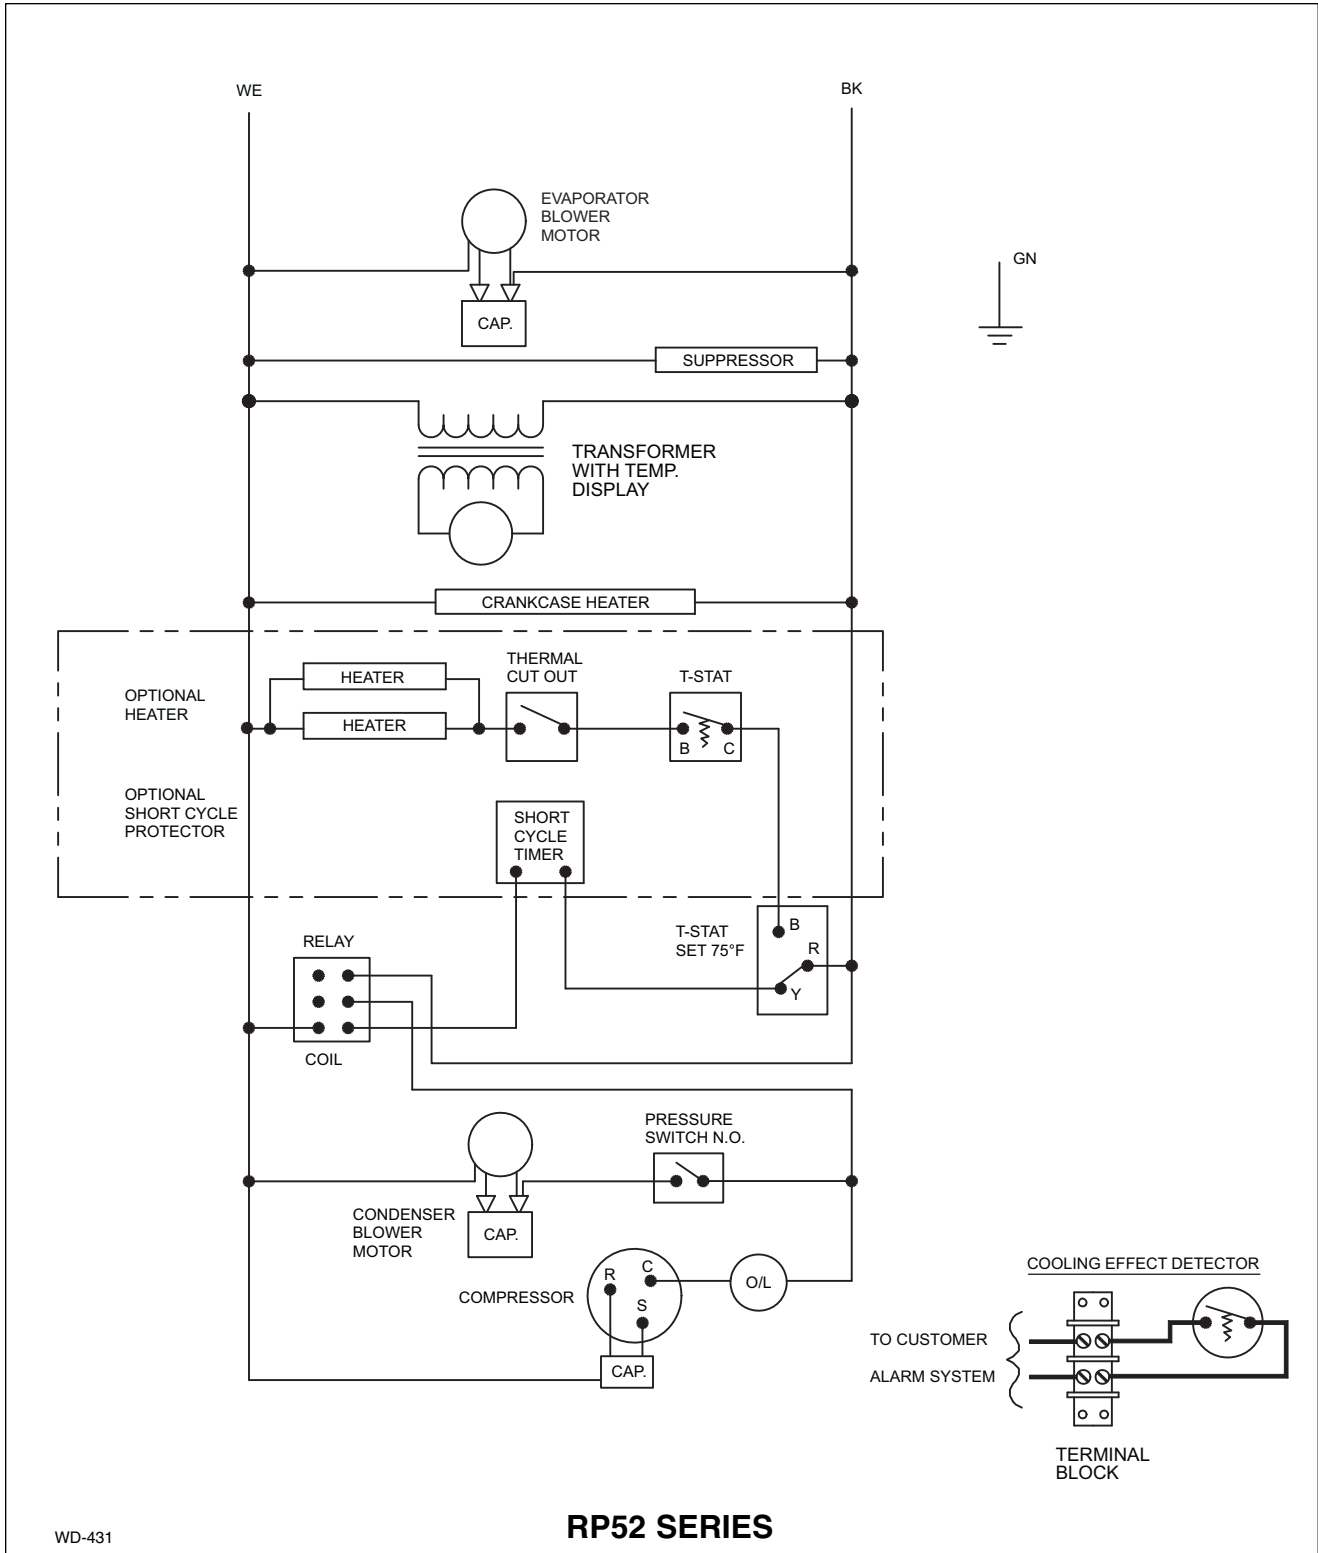 WE
BK
EVAPORATOR
BLOWER
MOTOR
GN
CAP.
SUPPRESSOR
TRANSFORMER
WITH TEMP.
DISPLAY
CRANKCASE HEATER
OPTIONAL
HEATER
HEATER
HEATER
THERMAL
CUT OUT
T-STAT
B
C
OPTIONAL
SHORT CYCLE
PROTECTOR
SHORT
CYCLE
TIMER
T-STAT
SET 75°F
B
R
Y
RELAY
COIL
PRESSURE
SWITCH N.O.
CONDENSER
BLOWER
MOTOR
CAP.
COMPRESSOR
R
C
S
O/L
CAP.
COOLING EFFECT DETECTOR
TO CUSTOMER
ALARM SYSTEM
TERMINAL
BLOCK
WD-431
RP52 SERIES